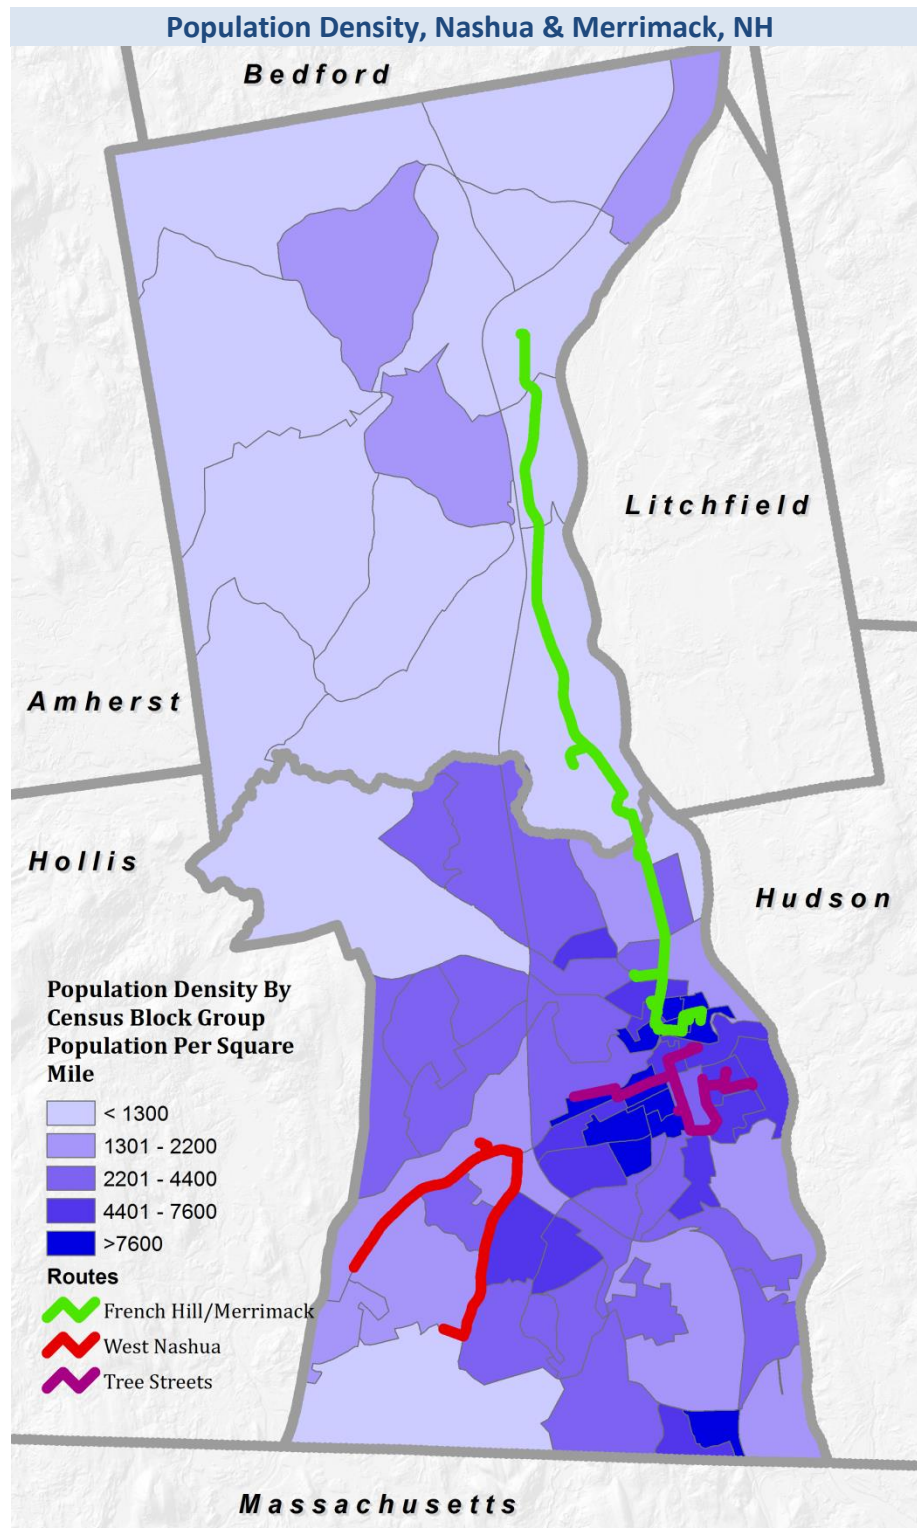 Population Density, Nashua & Merrimack, NH
Bedford
Litchfield
Amherst
Hollis
Hudson
Population Density By
Census Block Group
Population Per Square
Mile
< 1300
1301 - 2200
2201 - 4400
4401 - 7600
>7600
Routes
French Hill/Merrimack
West Nashua
Tree Streets
Massachusetts